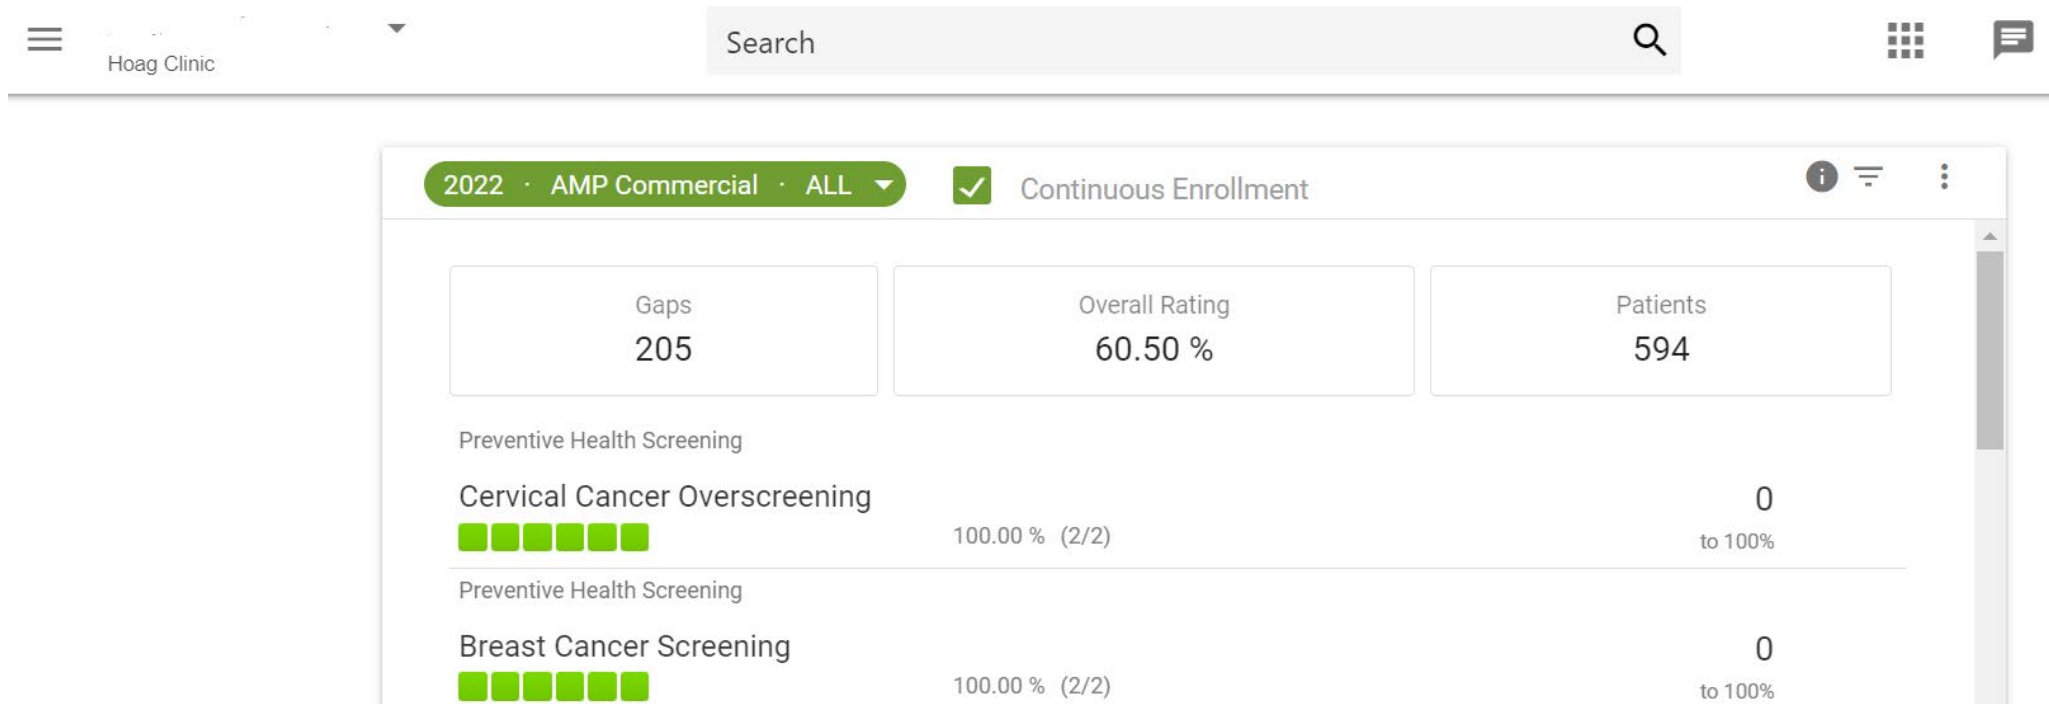 Hoag Clinic
Search
2022 · AMP Commercial · ALL
Continuous Enrollment
Gaps
205
Overall Rating
60.50 %
Patients
594
Preventive Health Screening
Cervical Cancer Overscreening
100.00 % (2/2)
0
to 100%
Preventive Health Screening
Breast Cancer Screening
100.00 % (2/2)
0
to 100%